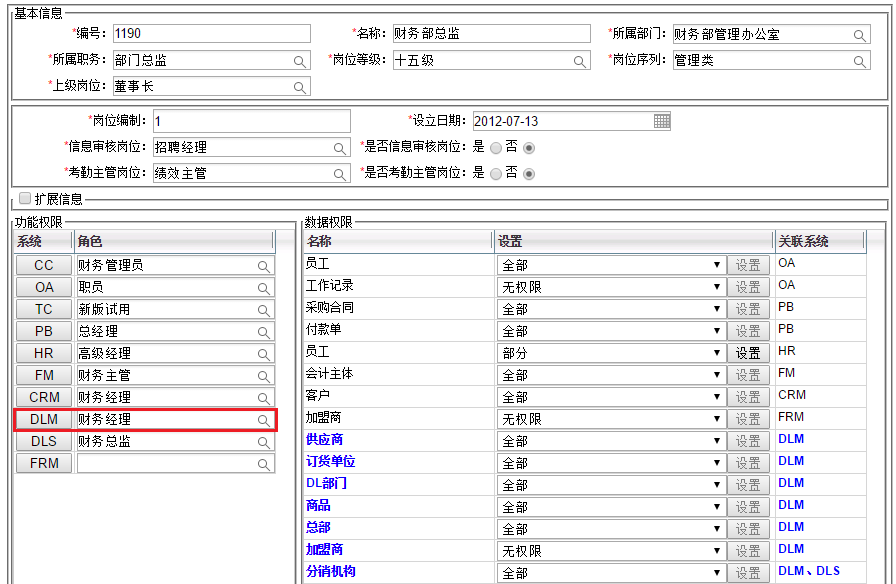 基本信息
*编号： 1190 *名称： 财务部总监 *所属部门： 财务部管理办公室
*所属职务： 部门总监 *岗位等级： 十五级 *岗位序列： 管理类
*上级岗位： 董事长
*岗位编制： 1 *设立日期： 2012-07-13
*信息审核岗位： 招聘经理 *是否信息审核岗位： 是 否
*考勤主管岗位： 绩效主管 *是否考勤主管岗位： 是 否
扩展信息
功能权限
系统 角色
CC 财务管理员
OA 职员
TC 新版试用
PB 总经理
HR 高级经理
FM 财务主管
CRM 财务经理
DLM 财务经理
DLS 财务总监
FRM
数据权限
名称 设置 关联系统
员工 全部 设置 OA
工作记录 无权限 设置 OA
采购合同 全部 设置 PB
付款单 全部 设置 PB
员工 部分 设置 HR
会计主体 全部 设置 FM
客户 全部 设置 CRM
加盟商 无权限 设置 FRM
供应商 全部 设置 DLM
订货单位 全部 设置 DLM
DL部门 全部 设置 DLM
商品 全部 设置 DLM
总部 全部 设置 DLM
加盟商 无权限 设置 DLM
分销机构 全部 设置 DLM、DLS